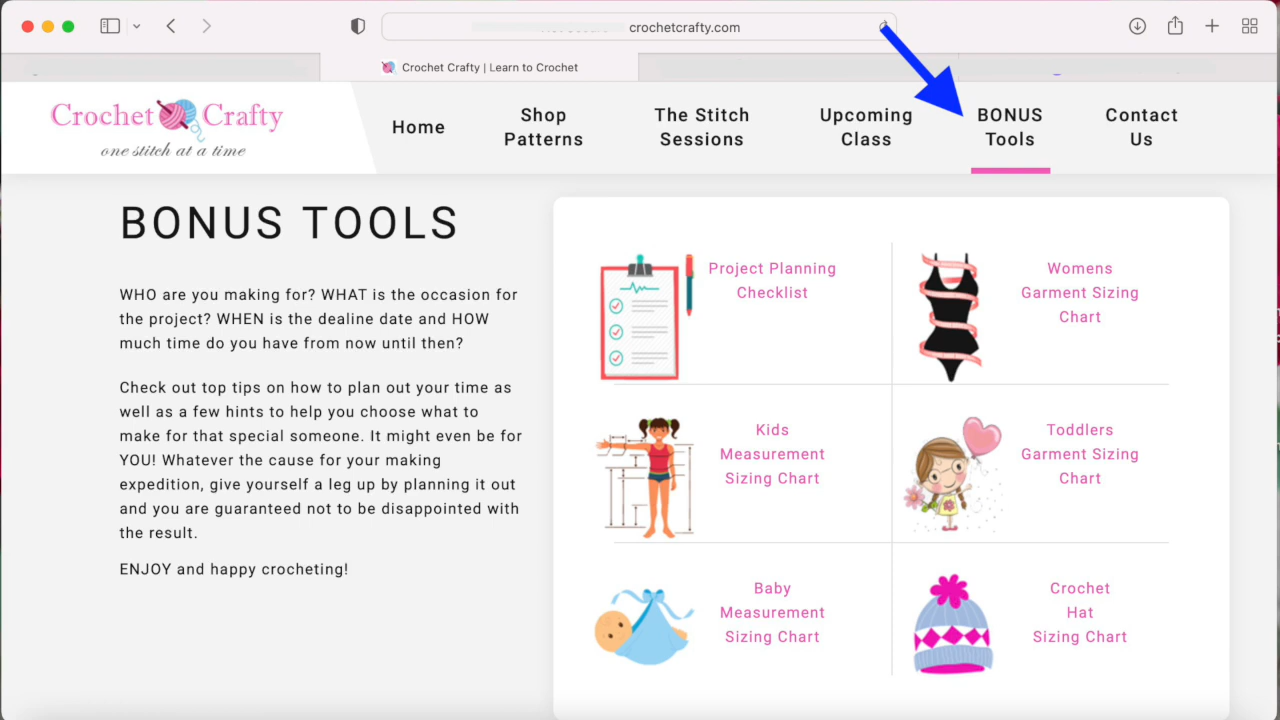 crochetcrafty.com
Crochet Crafty | Learn to Crochet
Crochet Crafty
one stitch at a time
Home
Shop
Patterns
The Stitch
Sessions
Upcoming
Class
BONUS
Tools
Contact
Us
BONUS TOOLS
WHO are you making for? WHAT is the occasion for
the project? WHEN is the dealine date and HOW
much time do you have from now until then?
Check out top tips on how to plan out your time as
well as a few hints to help you choose what to
make for that special someone. It might even be for
YOU! Whatever the cause for your making
expedition, give yourself a leg up by planning it out
and you are guaranteed not to be disappointed with
the result.
ENJOY and happy crocheting!
Project Planning
Checklist
Womens
Garment Sizing
Chart
Kids
Measurement
Sizing Chart
Toddlers
Garment Sizing
Chart
Baby
Measurement
Sizing Chart
Crochet
Hat
Sizing Chart